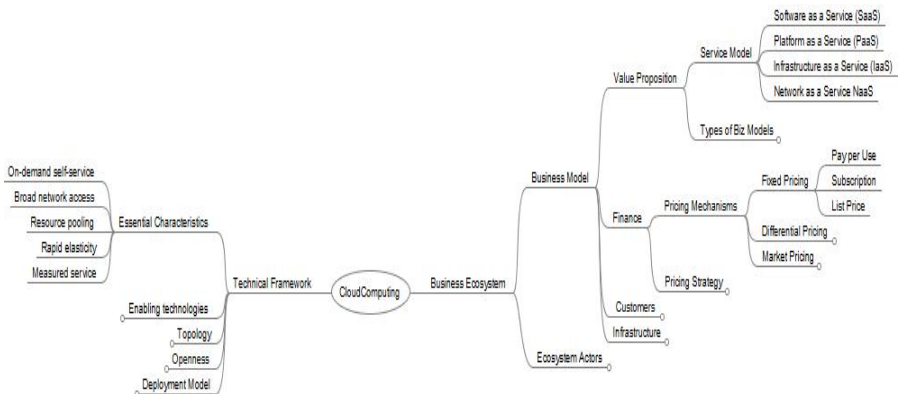 Software as a Service (SaaS)
Platform as a Service (PaaS)
Service Model
Infrastructure as a Service (IaaS)
Value Proposition
Network as a Service NaaS
Types of Biz Models
Pay per Use
On-demand self-service
Business Model
Fixed Pricing
Subscription
Broad network access
Finance
Pricing Mechanisms
List Price
Resource pooling
Essential Characteristics
Differential Pricing
Rapid elasticity
Market Pricing
Measured service
Technical Framework
CloudComputing
Business Ecosystem
Pricing Strategy
Enabling technologies
Customers
Topology
Infrastructure
Openness
Ecosystem Actors
Deployment Model